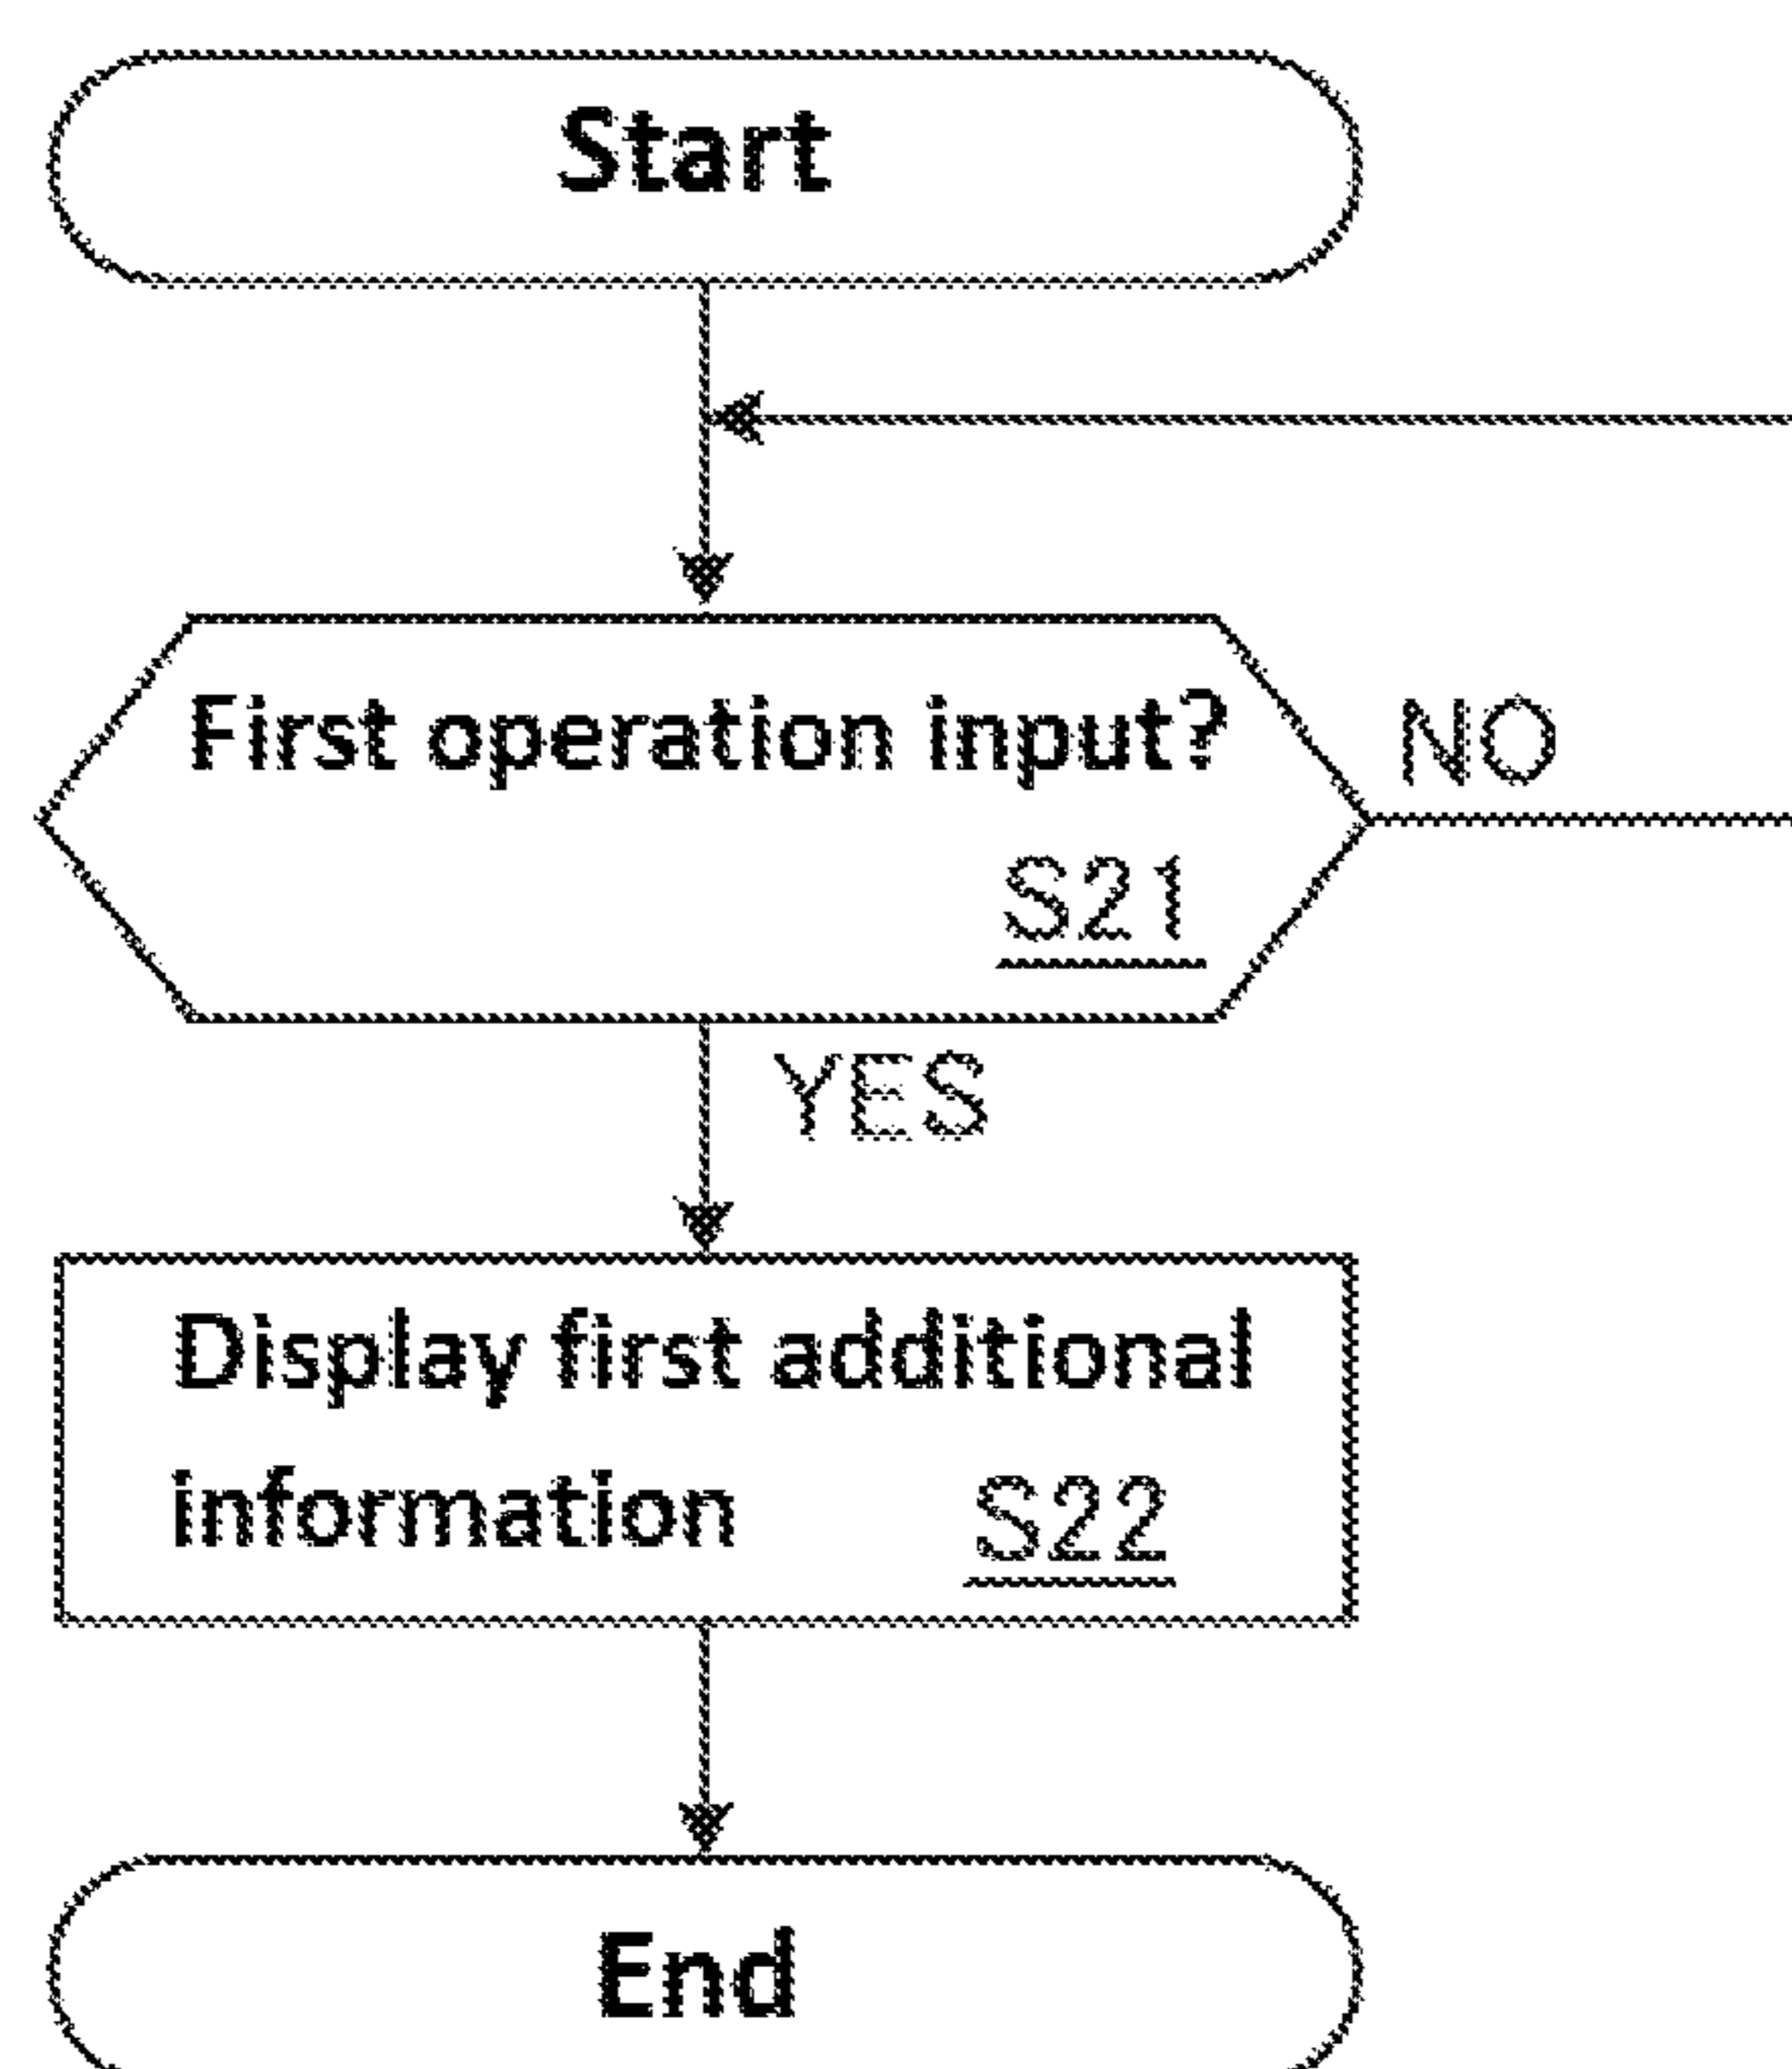 Start
First operation input?
NO
S21
YES
Display first additional
information S22
End